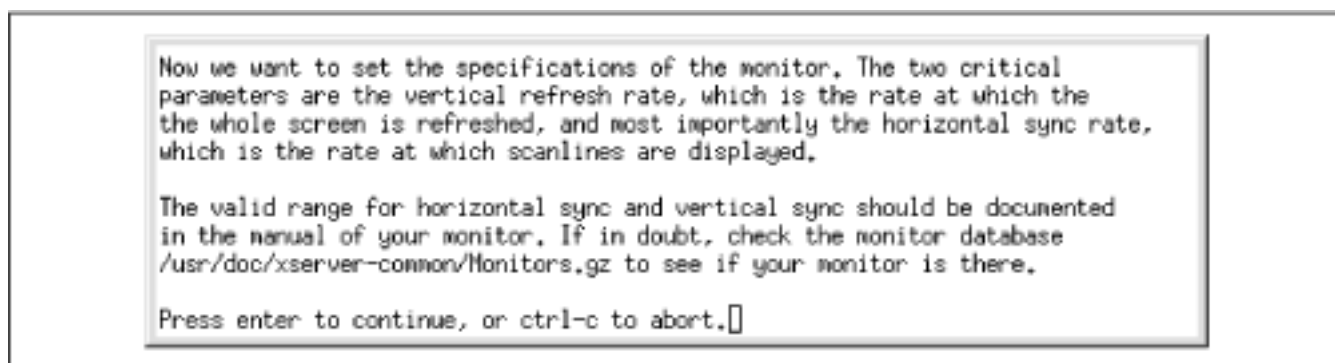 Now we want to set the specifications of the monitor. The two critical
parameters are the vertical refresh rate, which is the rate at which the
the whole screen is refreshed, and most importantly the horizontal sync rate,
which is the rate at which scanlines are displayed.
The valid range for horizontal sync and vertical sync should be documented
in the manual of your monitor. If in doubt, check the monitor database
/usr/doc/xserver-common/Monitors.gz to see if your monitor is there.
Press enter to continue, or ctrl-c to abort.